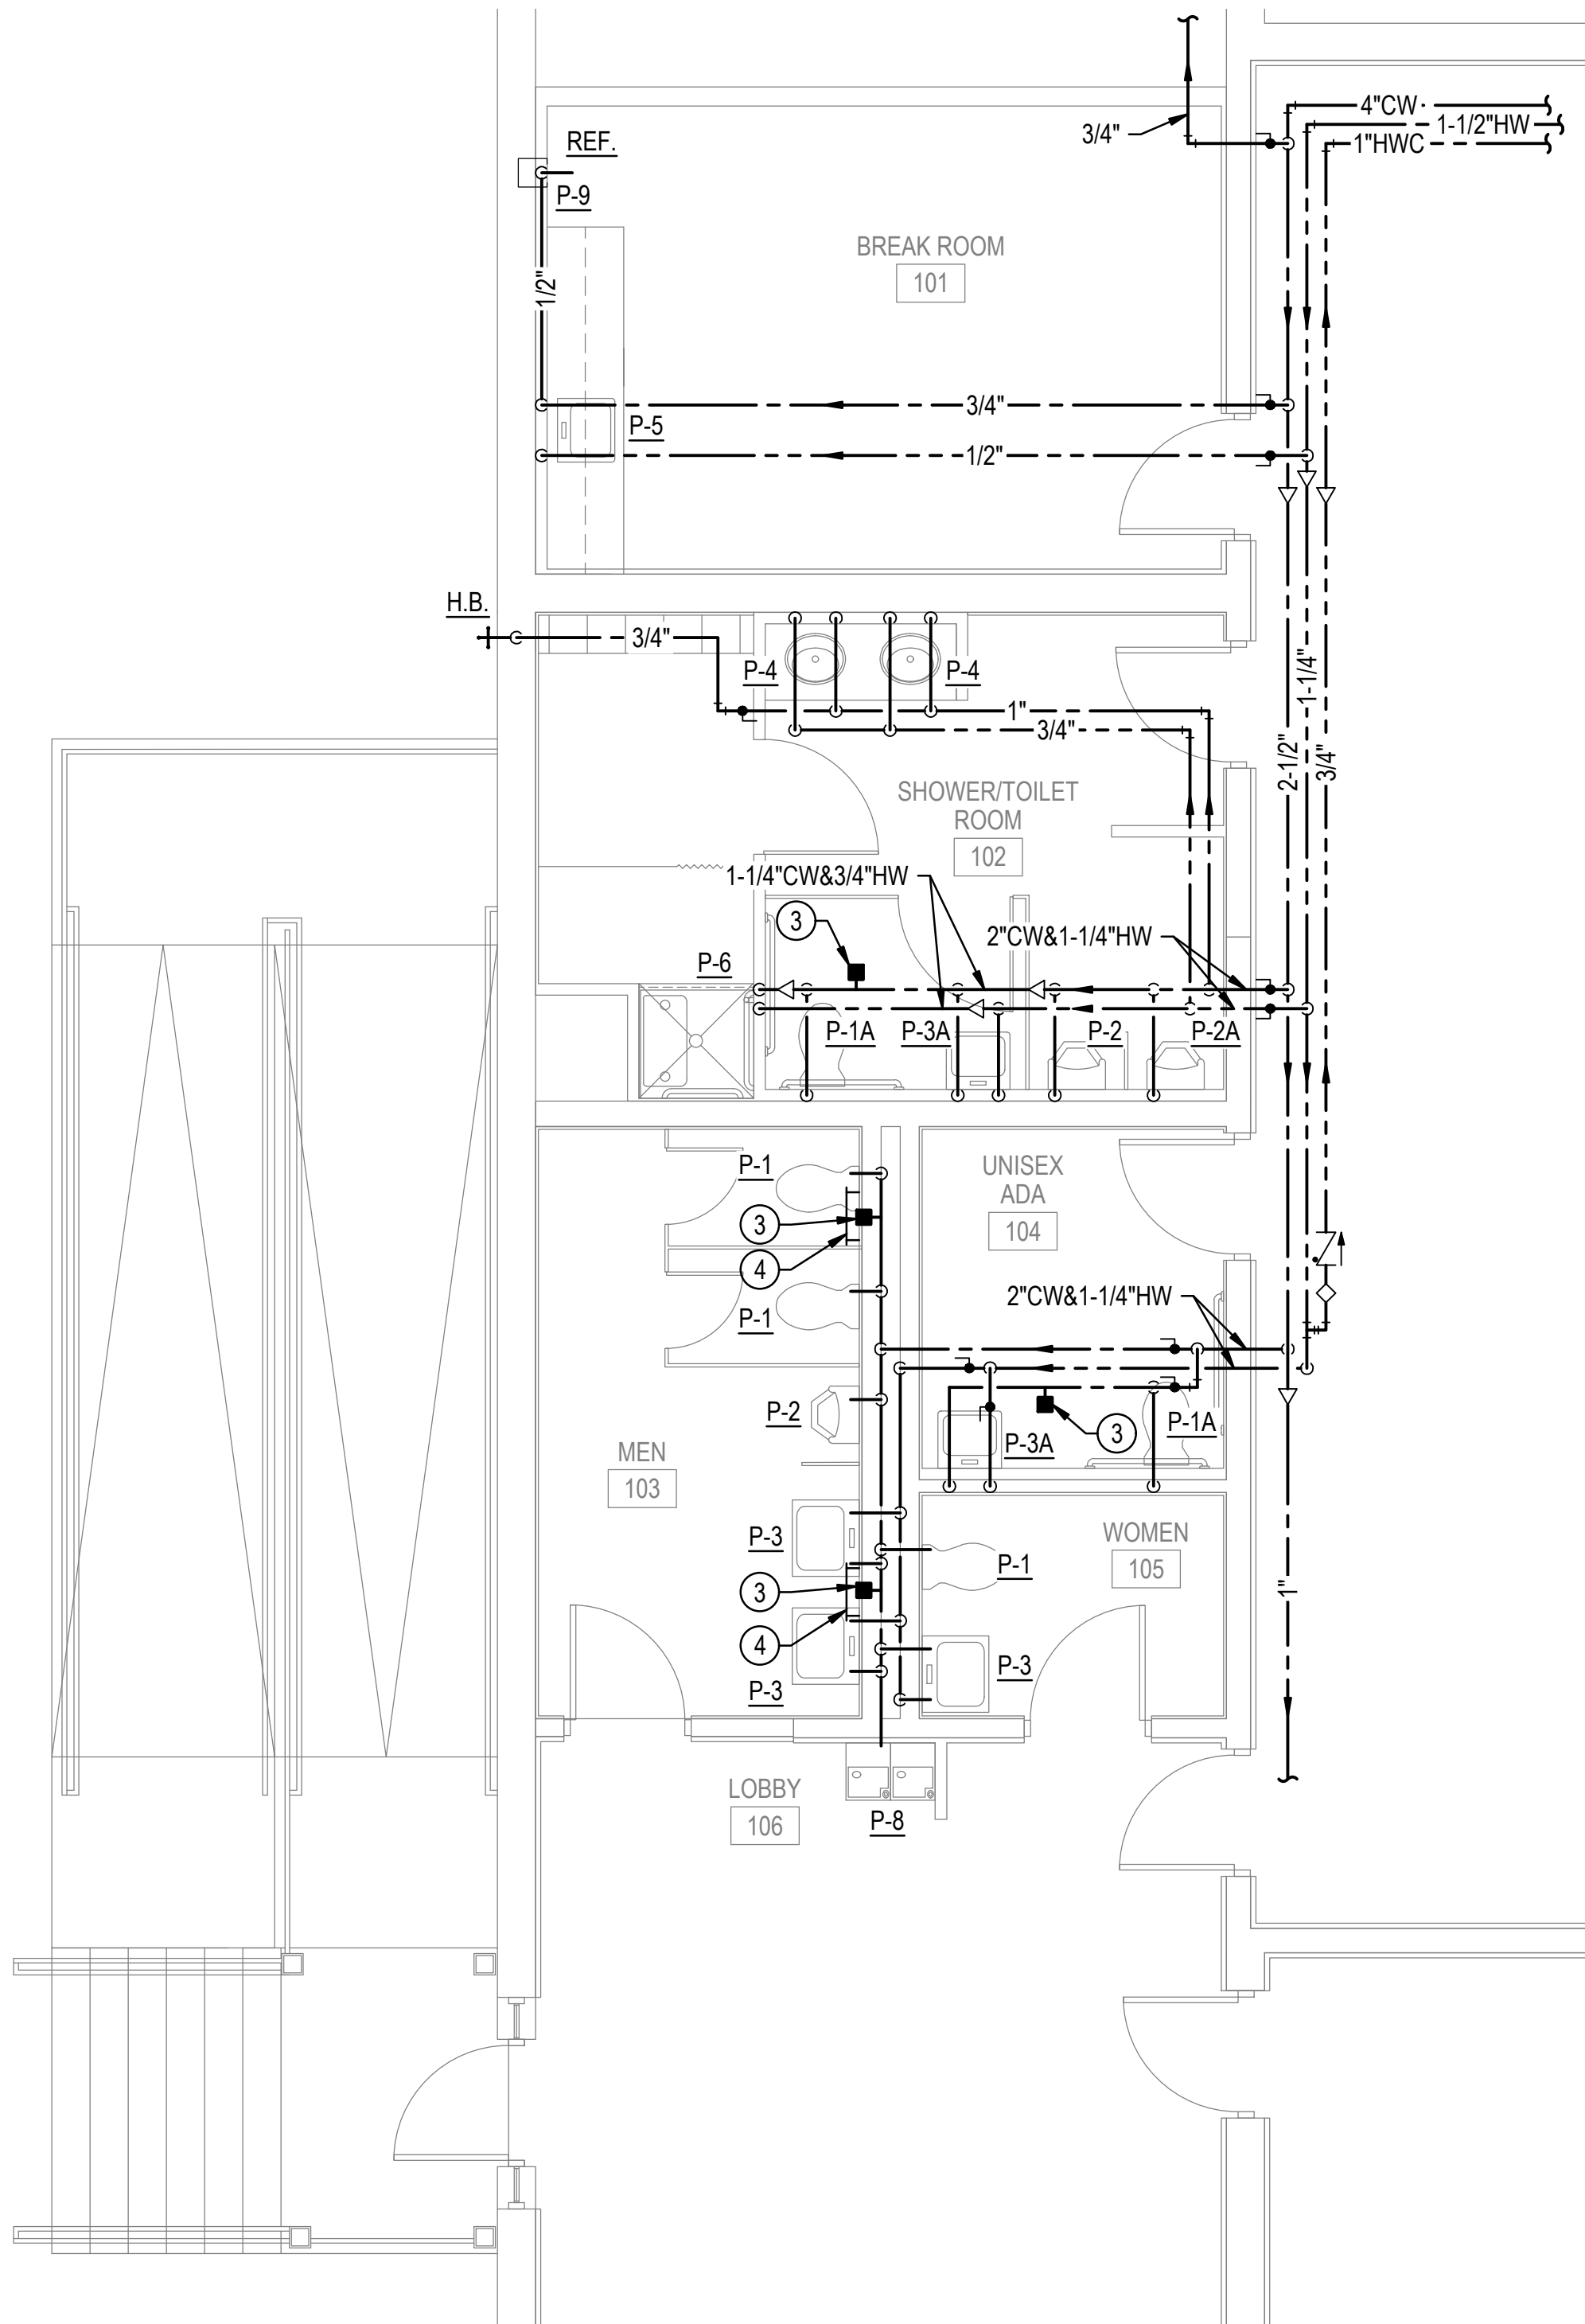 4"CW
3/4"
1-1/2"HW
1"HWC
REF.
P-9
BREAK ROOM
101
1/2"
3/4"
P-5
1/2"
H.B.
3/4"
P-4
P-4
1-1/4"
1"
3/4"
2-1/2"
3/4"
SHOWER/TOILET
ROOM
102
1-1/4"CW&3/4"HW
3
2"CW&1-1/4"HW
P-6
P-1A
P-3A
P-2
P-2A
P-1
UNISEX
ADA
104
3
4
2"CW&1-1/4"HW
P-1
P-2
P-1A
3
P-3A
MEN
103
P-3
WOMEN
105
P-1
3
1"
4
P-3
P-3
LOBBY
106
P-8